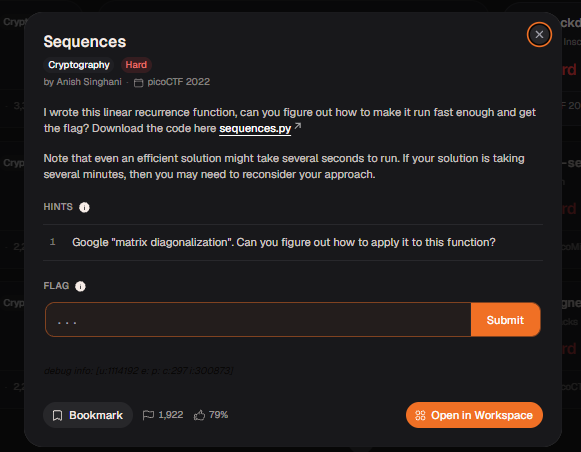 Sequences
Cryptography Hard
by Anish Singhani · picoCTF 2022
I wrote this linear recurrence function, can you figure out how to make it run fast enough and get
the flag? Download the code here sequences.py
Note that even an efficient solution might take several seconds to run. If your solution is taking
several minutes, then you may need to reconsider your approach.
HINTS
1 Google "matrix diagonalization". Can you figure out how to apply it to this function?
FLAG
...
Submit
Bookmark 1,922 79% Open in Workspace